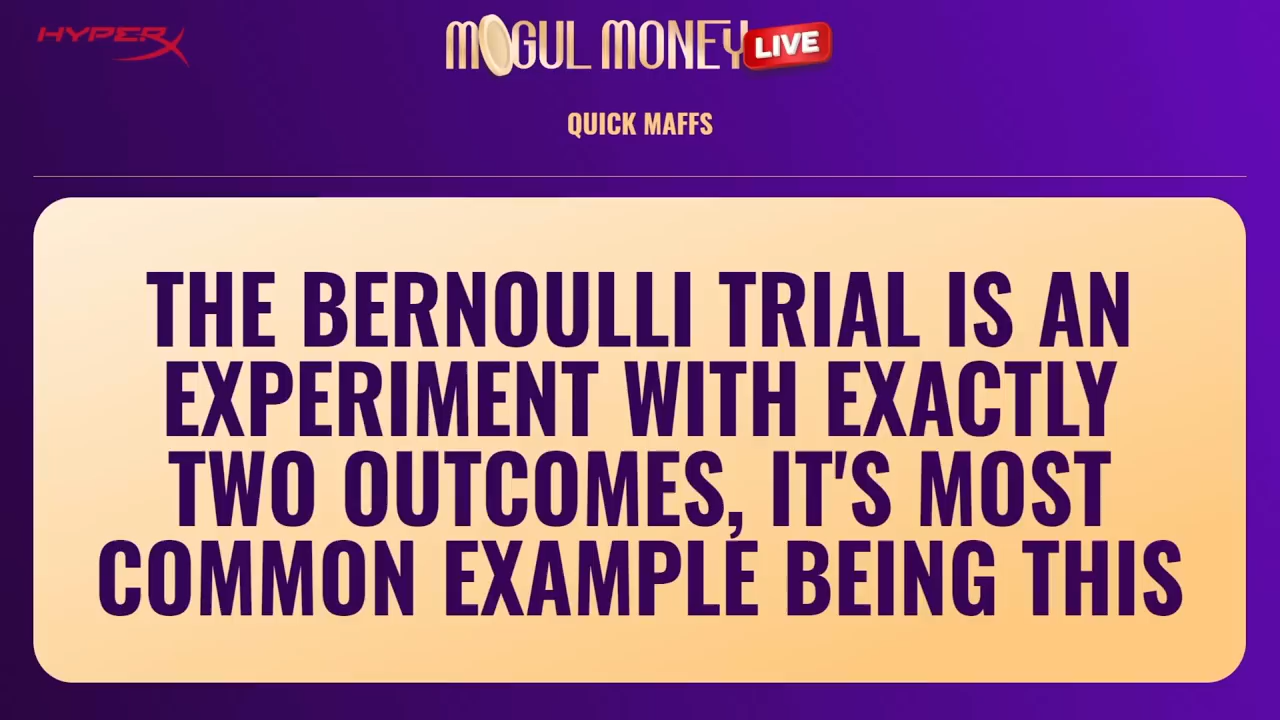 HYPERX
MOGUL MONEY LIVE
QUICK MAFFS
THE BERNOULLI TRIAL IS AN
EXPERIMENT WITH EXACTLY
TWO OUTCOMES, IT'S MOST
COMMON EXAMPLE BEING THIS